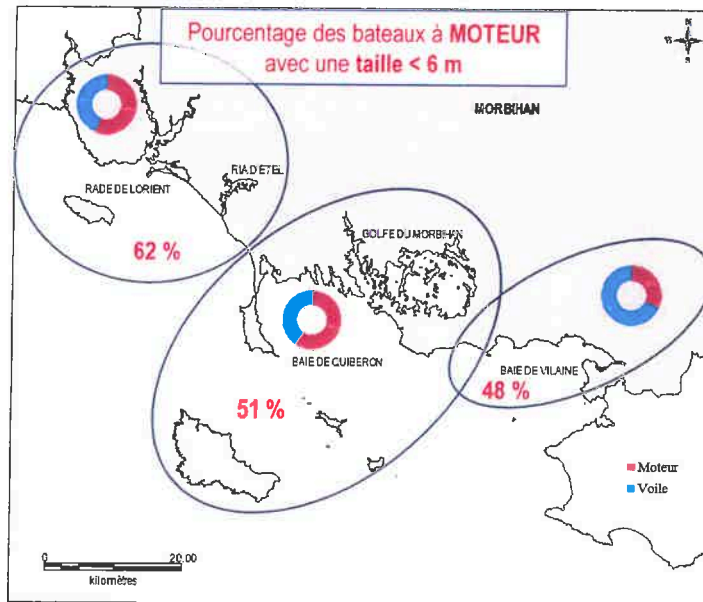 Pourcentage des bateaux à MOTEUR
avec une taille < 6 m
MORBIHAN
RIA D'ETEL
RADE DE LORIENT
62 %
GOLFE DU MORBIHAN
BAIE DE QUIBERON
51 %
BAIE DE VILAINE
48 %
Moteur
Voile
0 20.00
kilomètres